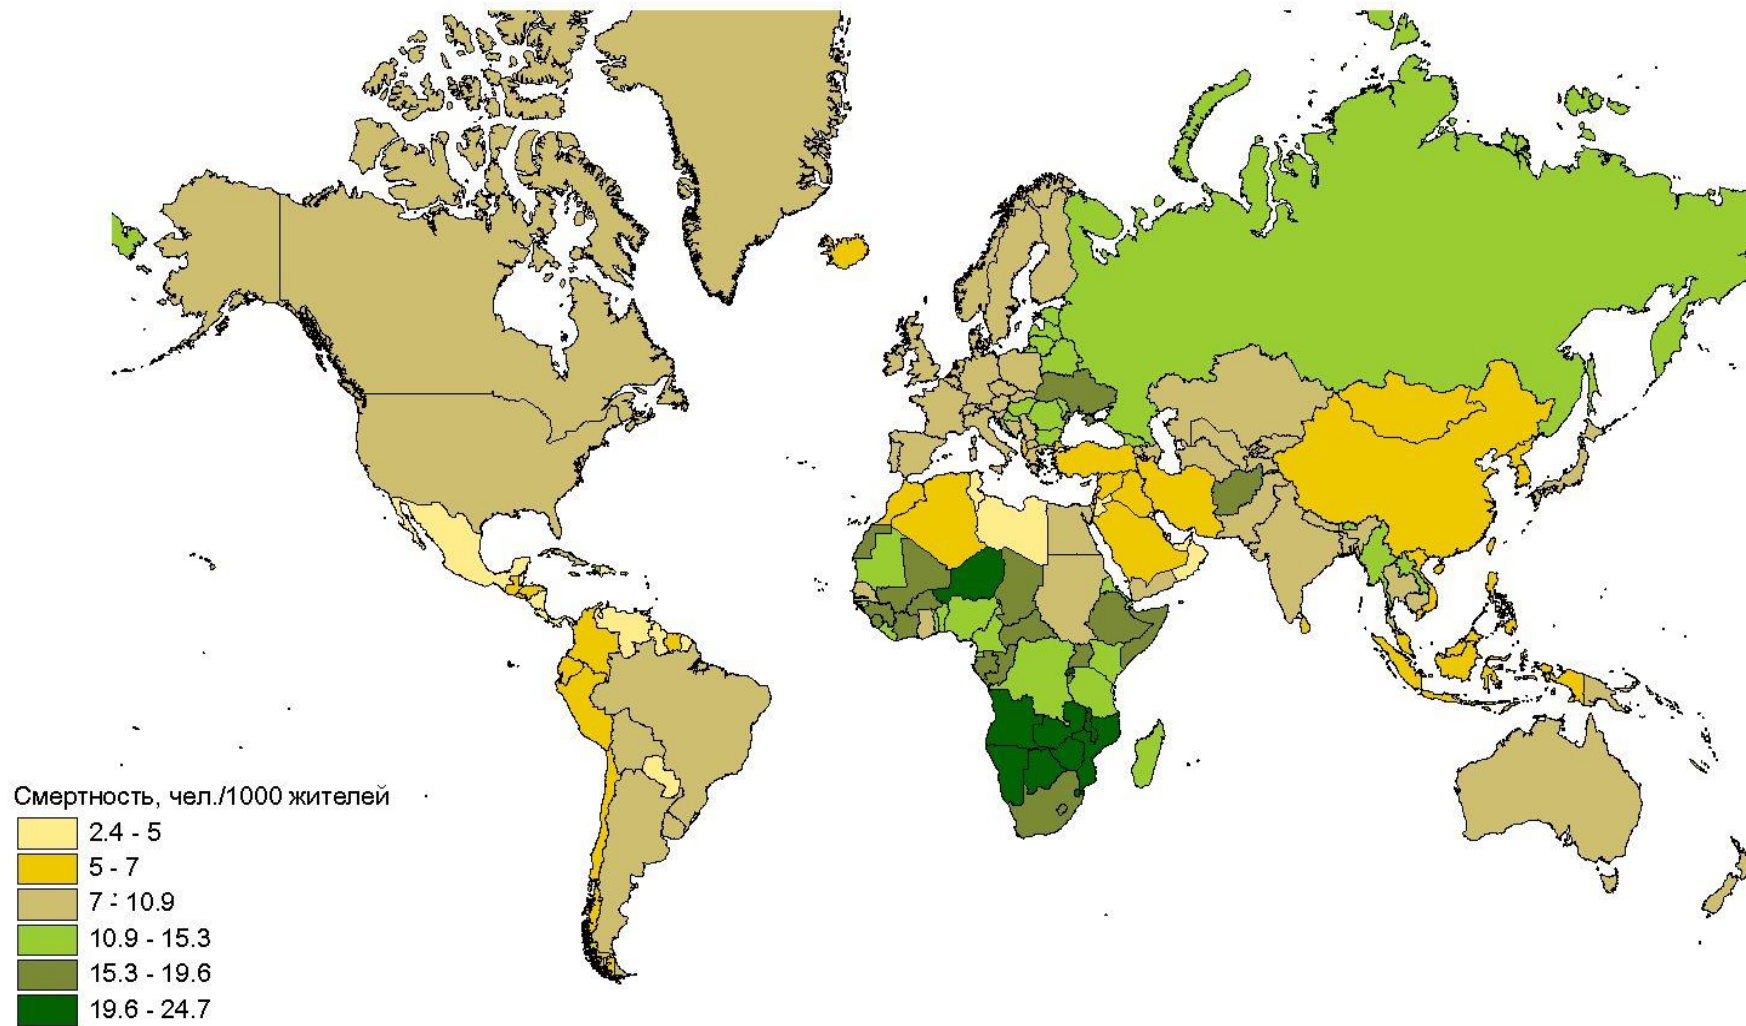 Смертность, чел./1000 жителей
2.4 - 5
5 - 7
7 - 10.9
10.9 - 15.3
15.3 - 19.6
19.6 - 24.7